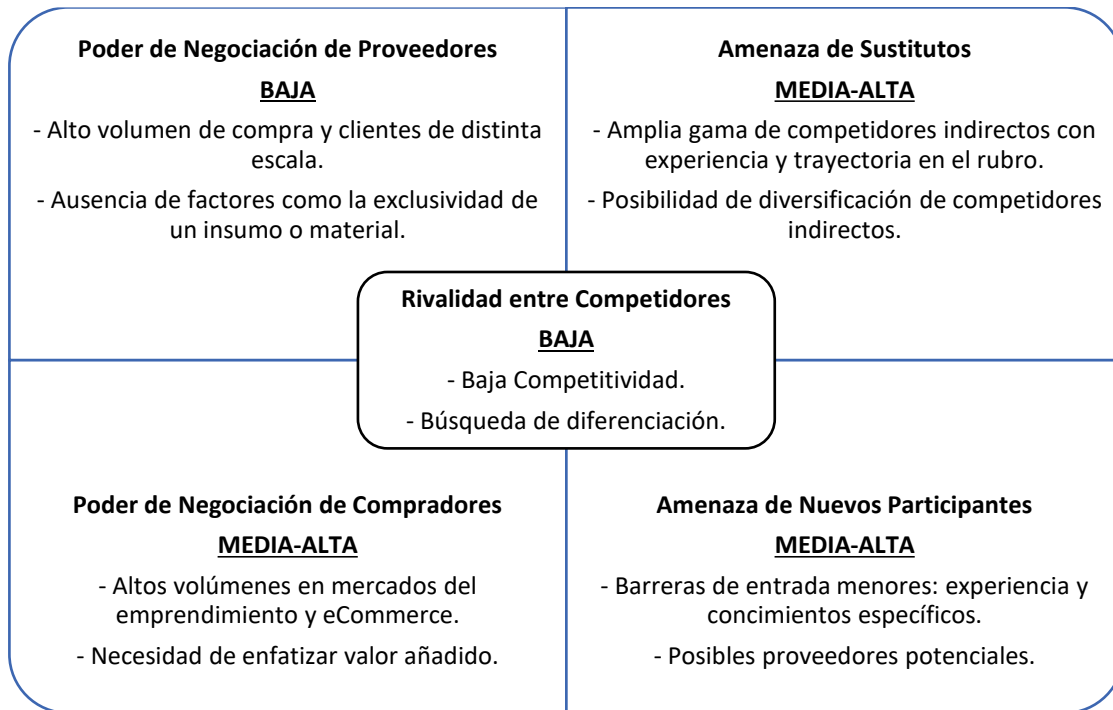 Poder de Negociación de Proveedores
BAJA
- Alto volumen de compra y clientes de distinta
escala.
- Ausencia de factores como la exclusividad de
un insumo o material.
Amenaza de Sustitutos
MEDIA-ALTA
- Amplia gama de competidores indirectos con
experiencia y trayectoria en el rubro.
- Posibilidad de diversificación de competidores
indirectos.
Rivalidad entre Competidores
BAJA
- Baja Competitividad.
- Búsqueda de diferenciación.
Poder de Negociación de Compradores
MEDIA-ALTA
- Altos volúmenes en mercados del
emprendimiento y eCommerce.
- Necesidad de enfatizar valor añadido.
Amenaza de Nuevos Participantes
MEDIA-ALTA
- Barreras de entrada menores: experiencia y
concimientos específicos.
- Posibles proveedores potenciales.